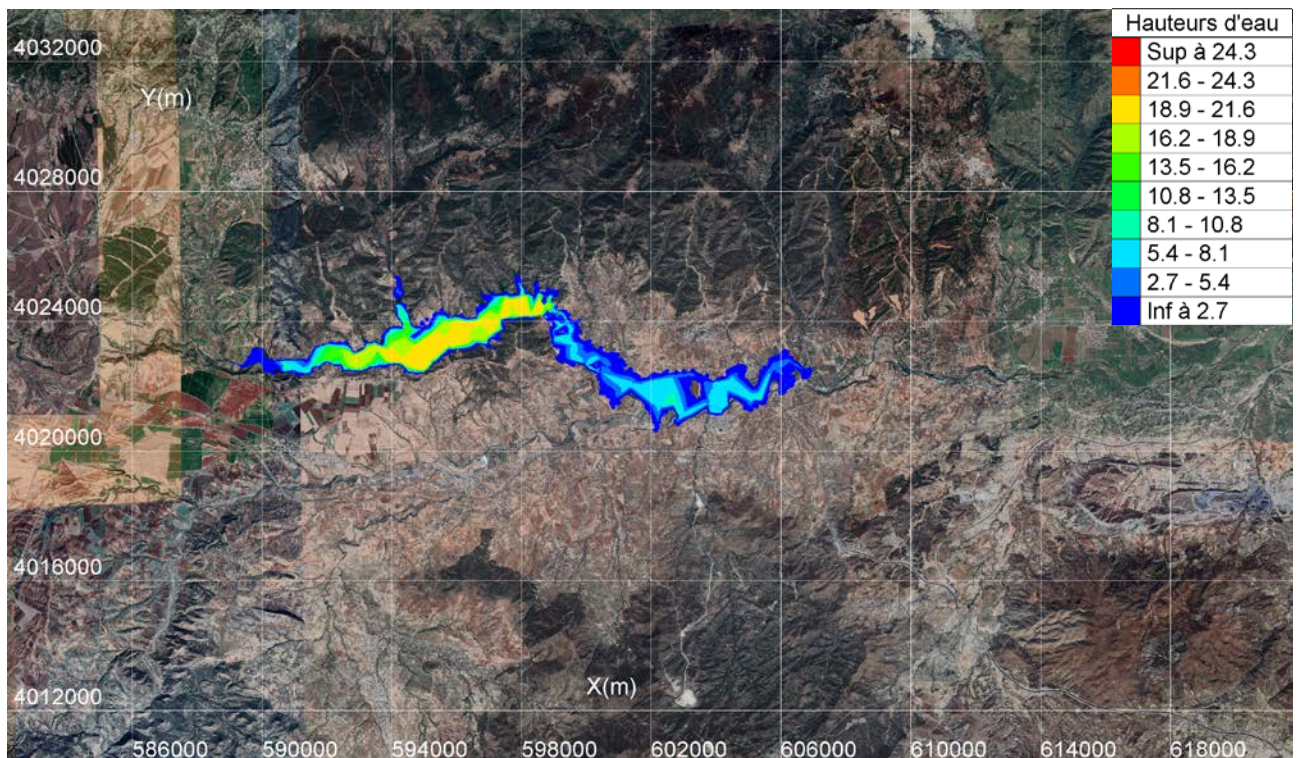 Hauteurs d'eau
Sup à 24.3
21.6 - 24.3
18.9 - 21.6
16.2 - 18.9
13.5 - 16.2
10.8 - 13.5
8.1 - 10.8
5.4 - 8.1
2.7 - 5.4
Inf à 2.7
4032000
Y(m)
4028000
4024000
4020000
4016000
X(m)
4012000
586000 590000 594000 598000 602000 606000 610000 614000 618000